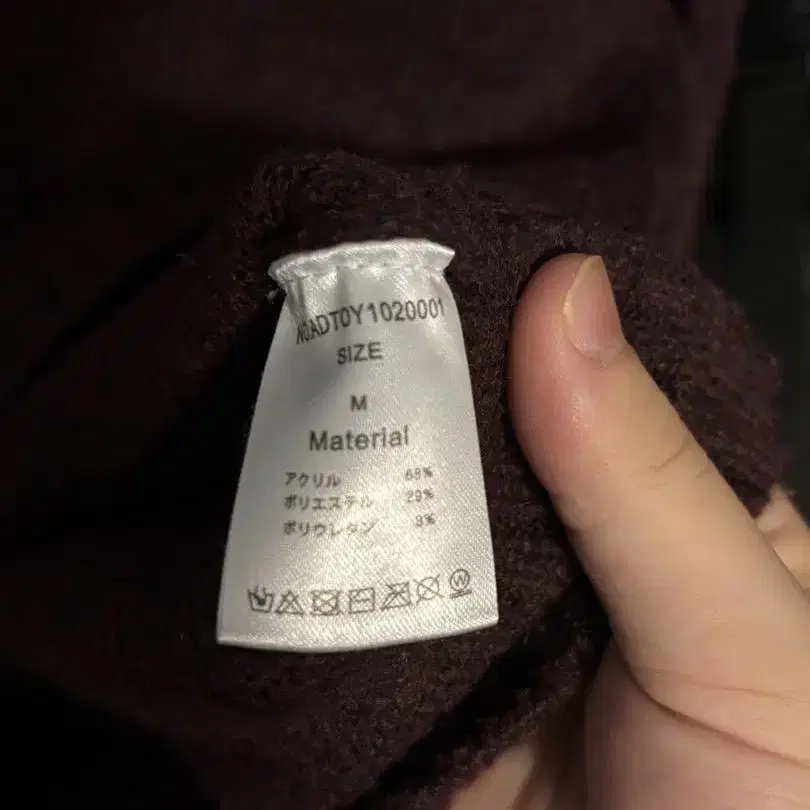 NOADTOY1020001
SIZE
M
Material
アクリル 68%
ポリエステル 29%
ポリウレタン 3%